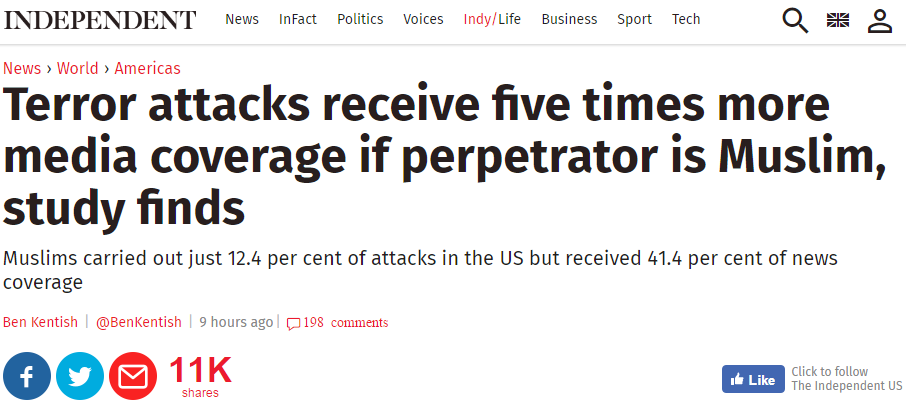 INDEPENDENT News InFact Politics Voices Indy/Life Business Sport Tech
News › World › Americas
Terror attacks receive five times more
media coverage if perpetrator is Muslim,
study finds
Muslims carried out just 12.4 per cent of attacks in the US but received 41.4 per cent of news
coverage
Ben Kentish | @BenKentish | 9 hours ago | 198 comments
11K
shares
Like
Click to follow
The Independent US